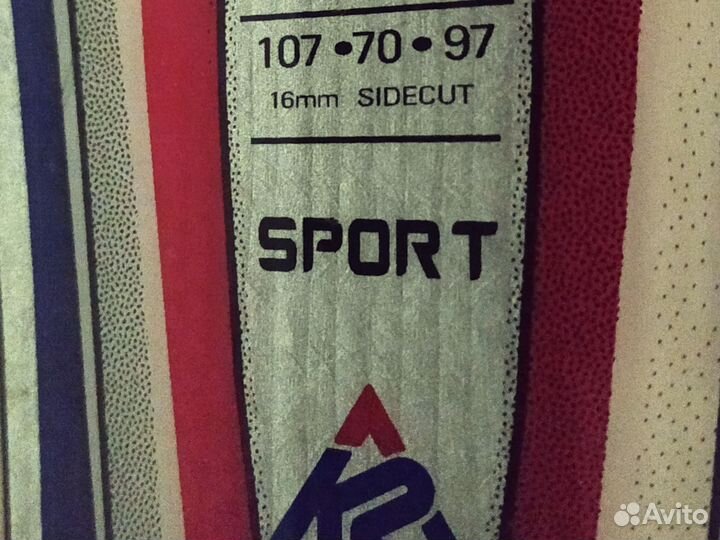 107 • 70 • 97
16mm SIDECUT
SPORT
K2
Avito